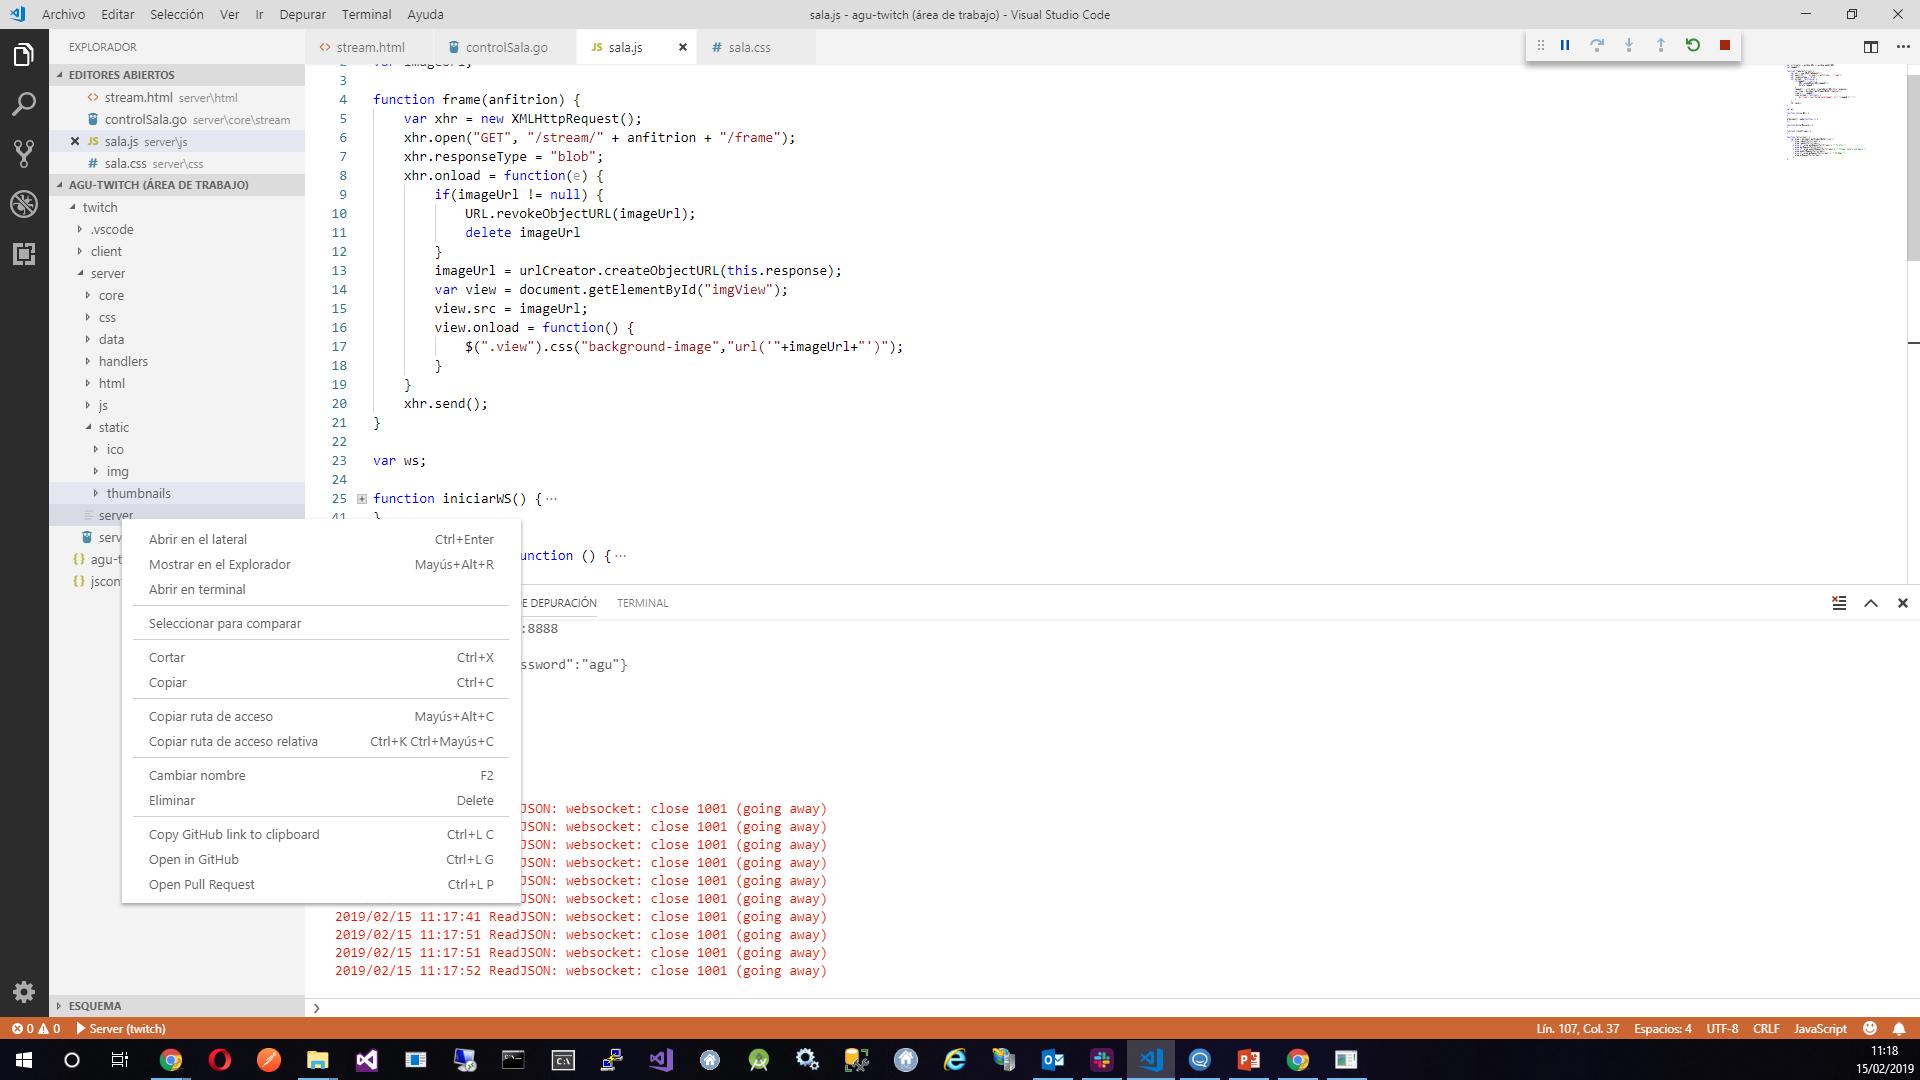 Archivo Editar Selección Ver Ir Depurar Terminal Ayuda
sala.js - agu-twitch (área de trabajo) - Visual Studio Code
EXPLORADOR
stream.html controlSala.go JS sala.js # sala.css
EDITORES ABIERTOS
stream.html server\html
controlSala.go server\core\stream
JS sala.js server\js
# sala.css server\css
AGU-TWITCH (ÁREA DE TRABAJO)
twitch
.vscode
client
server
core
css
data
handlers
html
js
static
ico
img
thumbnails
server
serv
{} agu-t
{} jscon
ESQUEMA
2 var imageUrl;
3
4 function frame(anfitrion) {
5 var xhr = new XMLHttpRequest();
6 xhr.open("GET", "/stream/" + anfitrion + "/frame");
7 xhr.responseType = "blob";
8 xhr.onload = function(e) {
9 if(imageUrl != null) {
10 URL.revokeObjectURL(imageUrl);
11 delete imageUrl
12 }
13 imageUrl = urlCreator.createObjectURL(this.response);
14 var view = document.getElementById("imgView");
15 view.src = imageUrl;
16 view.onload = function() {
17 $(".view").css("background-image","url('"+imageUrl+"')");
18 }
19 }
20 xhr.send();
21 }
22
23 var ws;
24
25 function iniciarWS() {...
41 }
unction () {...
Abrir en el lateral Ctrl+Enter
Mostrar en el Explorador Mayús+Alt+R
Abrir en terminal
Seleccionar para comparar
Cortar Ctrl+X
Copiar Ctrl+C
Copiar ruta de acceso Mayús+Alt+C
Copiar ruta de acceso relativa Ctrl+K Ctrl+Mayús+C
Cambiar nombre F2
Eliminar Delete
Copy GitHub link to clipboard Ctrl+L C
Open in GitHub Ctrl+L G
Open Pull Request Ctrl+L P
E DEPURACIÓN TERMINAL
:8888
ssword":"agu"}
JSON: websocket: close 1001 (going away)
JSON: websocket: close 1001 (going away)
JSON: websocket: close 1001 (going away)
JSON: websocket: close 1001 (going away)
JSON: websocket: close 1001 (going away)
JSON: websocket: close 1001 (going away)
2019/02/15 11:17:41 ReadJSON: websocket: close 1001 (going away)
2019/02/15 11:17:51 ReadJSON: websocket: close 1001 (going away)
2019/02/15 11:17:51 ReadJSON: websocket: close 1001 (going away)
2019/02/15 11:17:52 ReadJSON: websocket: close 1001 (going away)
0 0 Server (twitch) Lín. 107, Col. 37 Espacios: 4 UTF-8 CRLF JavaScript
11:18
15/02/2019